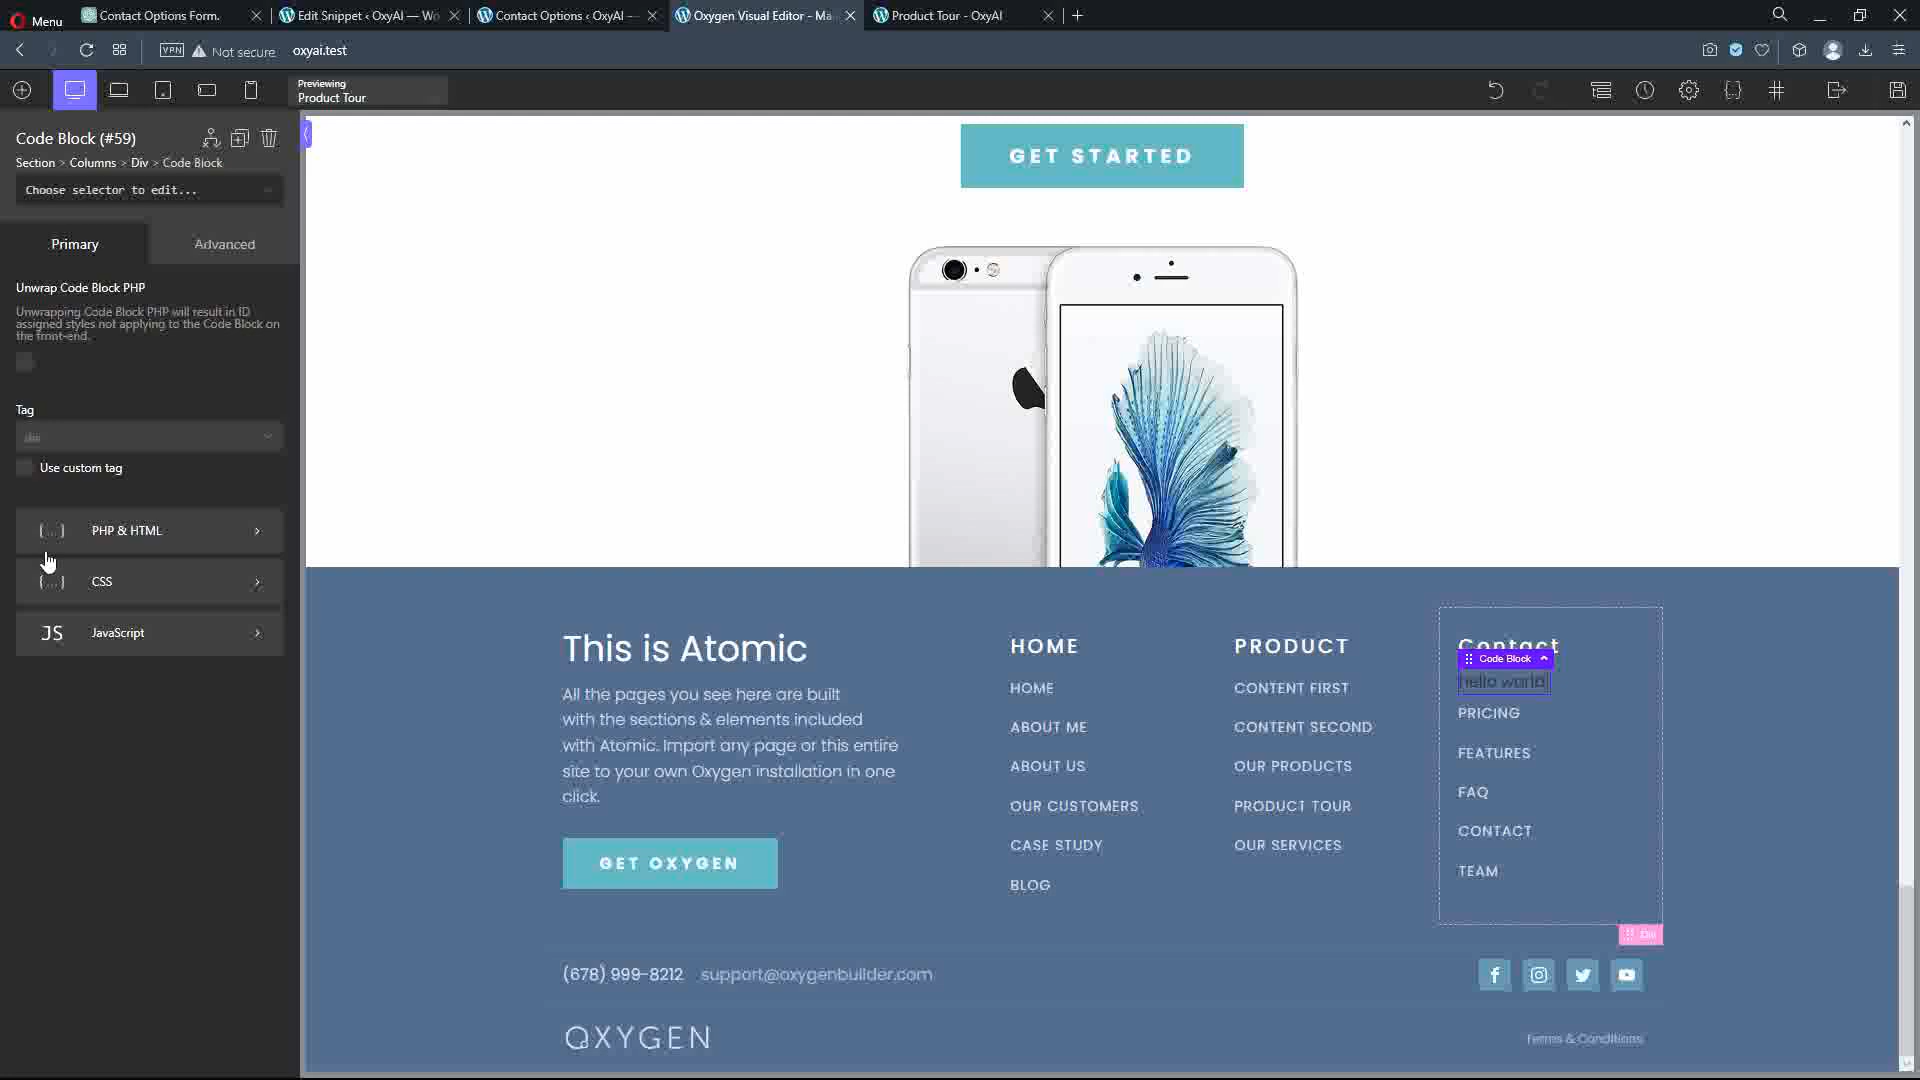 Menu
Contact Options Form.
Edit Snippet ‹ OxyAI — Wo
Contact Options ‹ OxyAI —
Oxygen Visual Editor - Ma
Product Tour - OxyAI
VPN
Not secure
oxyai.test
Previewing
Product Tour
Code Block (#59)
Section > Columns > Div > Code Block
Choose selector to edit...
Primary
Advanced
Unwrap Code Block PHP
Unwrapping Code Block PHP will result in ID
assigned styles not applying to the Code Block on
the front-end.
Tag
div
Use custom tag
{...} PHP & HTML
{...} CSS
JS JavaScript
GET STARTED
This is Atomic
All the pages you see here are built
with the sections & elements included
with Atomic. Import any page or this entire
site to your own Oxygen installation in one
click.
GET OXYGEN
HOME
HOME
ABOUT ME
ABOUT US
OUR CUSTOMERS
CASE STUDY
BLOG
PRODUCT
CONTENT FIRST
CONTENT SECOND
OUR PRODUCTS
PRODUCT TOUR
OUR SERVICES
Contact
Code Block
hello world
PRICING
FEATURES
FAQ
CONTACT
TEAM
Div
(678) 999-8212
support@oxygenbuilder.com
OXYGEN
Terms & Conditions